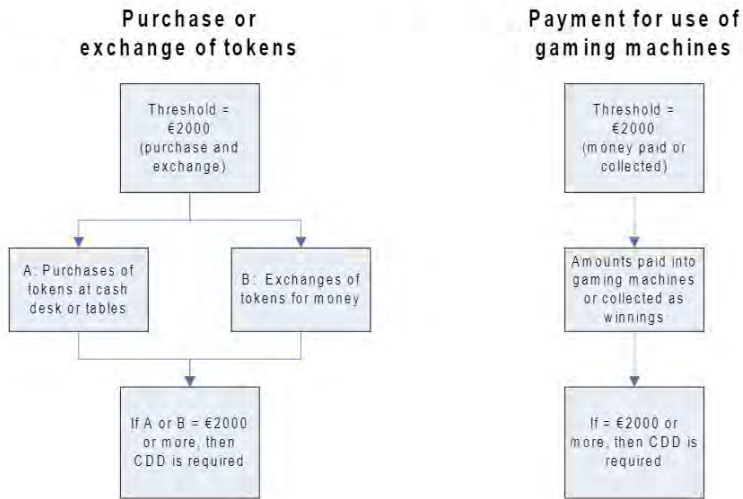 Purchase or
exchange of tokens
Threshold =
€2000
(purchase and
exchange)
A: Purchases of
tokens at cash
desk or tables
B: Exchanges of
tokens for money
If A or B = €2000
or more, then
CDD is required
Payment for use of
gaming machines
Threshold =
€2000
(money paid or
collected)
Amounts paid into
gaming machines
or collected as
winnings
If = €2000 or
more, then CDD is
required